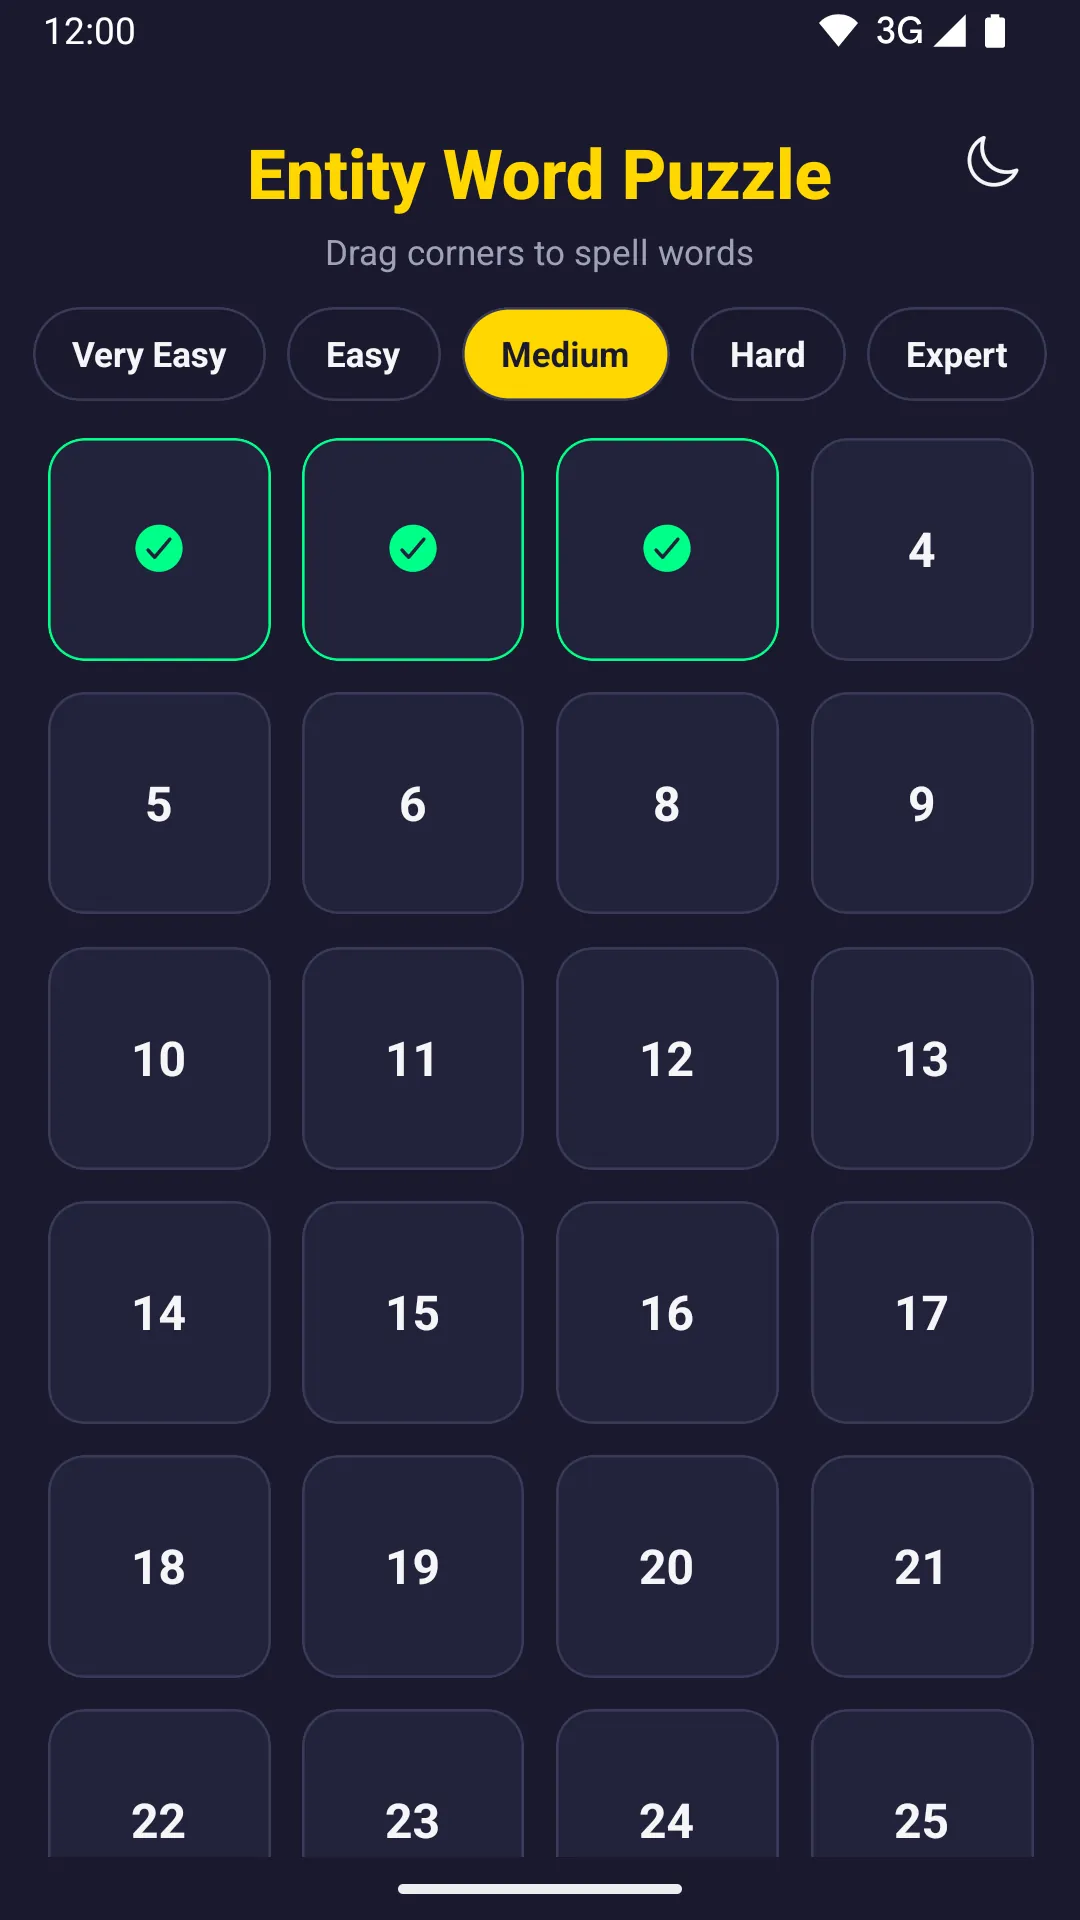 12:00 3G
Entity Word Puzzle
Drag corners to spell words
Very Easy Easy Medium Hard Expert
4
5 6 8 9
10 11 12 13
14 15 16 17
18 19 20 21
22 23 24 25